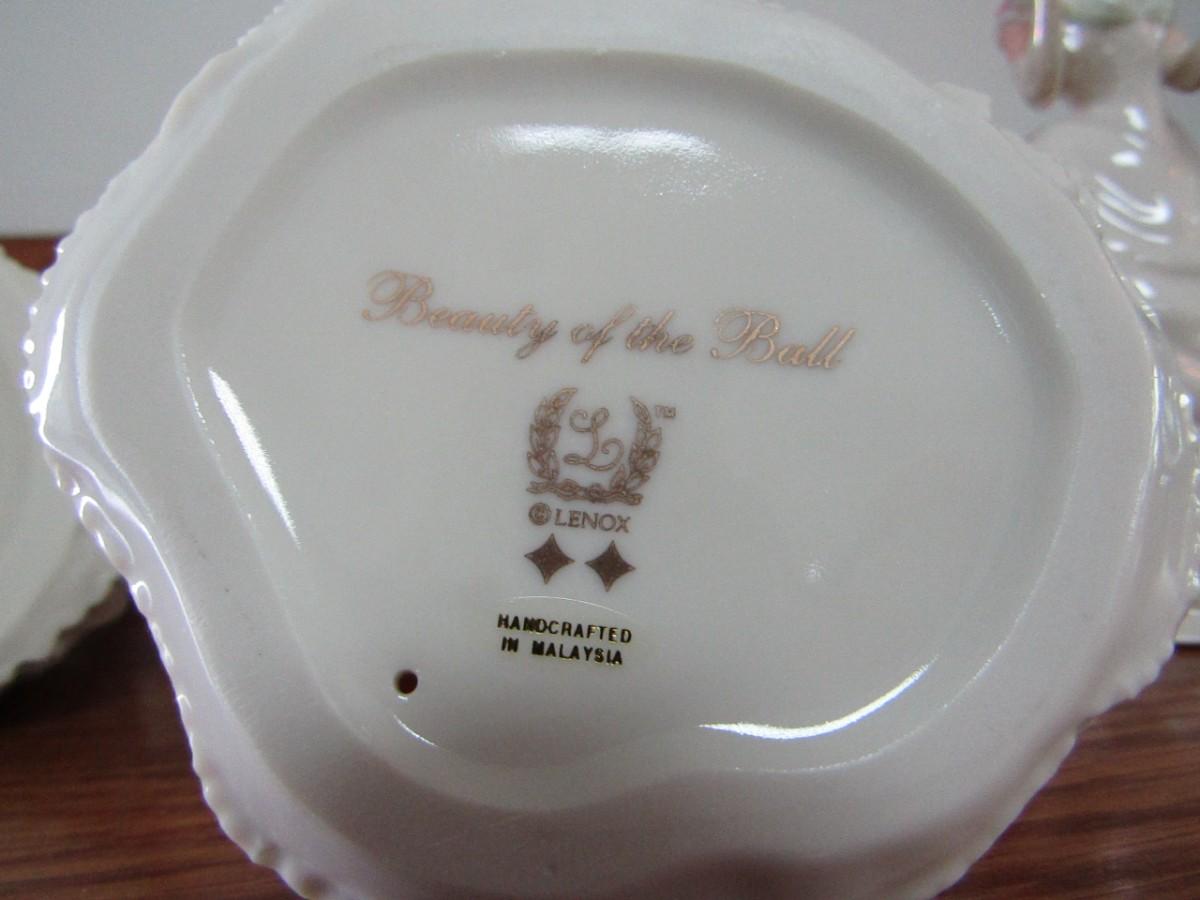 Beauty of the Ball
L ™
© LENOX
HANDCRAFTED
IN MALAYSIA